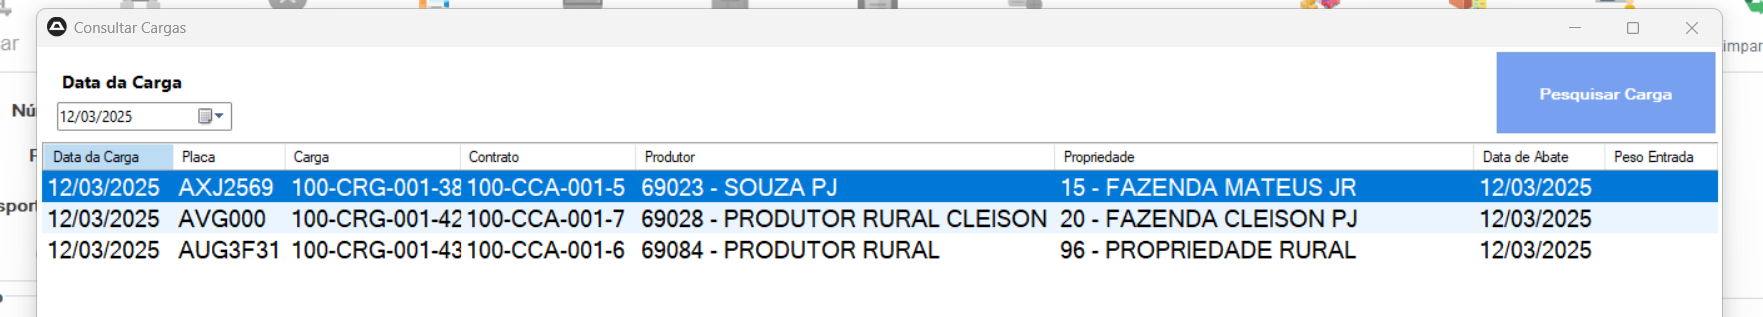 Consultar Cargas
ar
impar
Data da Carga
Pesquisar Carga
Nú
12/03/2025
Data da Carga Placa Carga Contrato Produtor Propriedade Data de Abate Peso Entrada
12/03/2025 AXJ2569 100-CRG-001-38 100-CCA-001-5 69023 - SOUZA PJ 15 - FAZENDA MATEUS JR 12/03/2025
sport
12/03/2025 AVG000 100-CRG-001-42 100-CCA-001-7 69028 - PRODUTOR RURAL CLEISON 20 - FAZENDA CLEISON PJ 12/03/2025
12/03/2025 AUG3F31 100-CRG-001-43 100-CCA-001-6 69084 - PRODUTOR RURAL 96 - PROPRIEDADE RURAL 12/03/2025